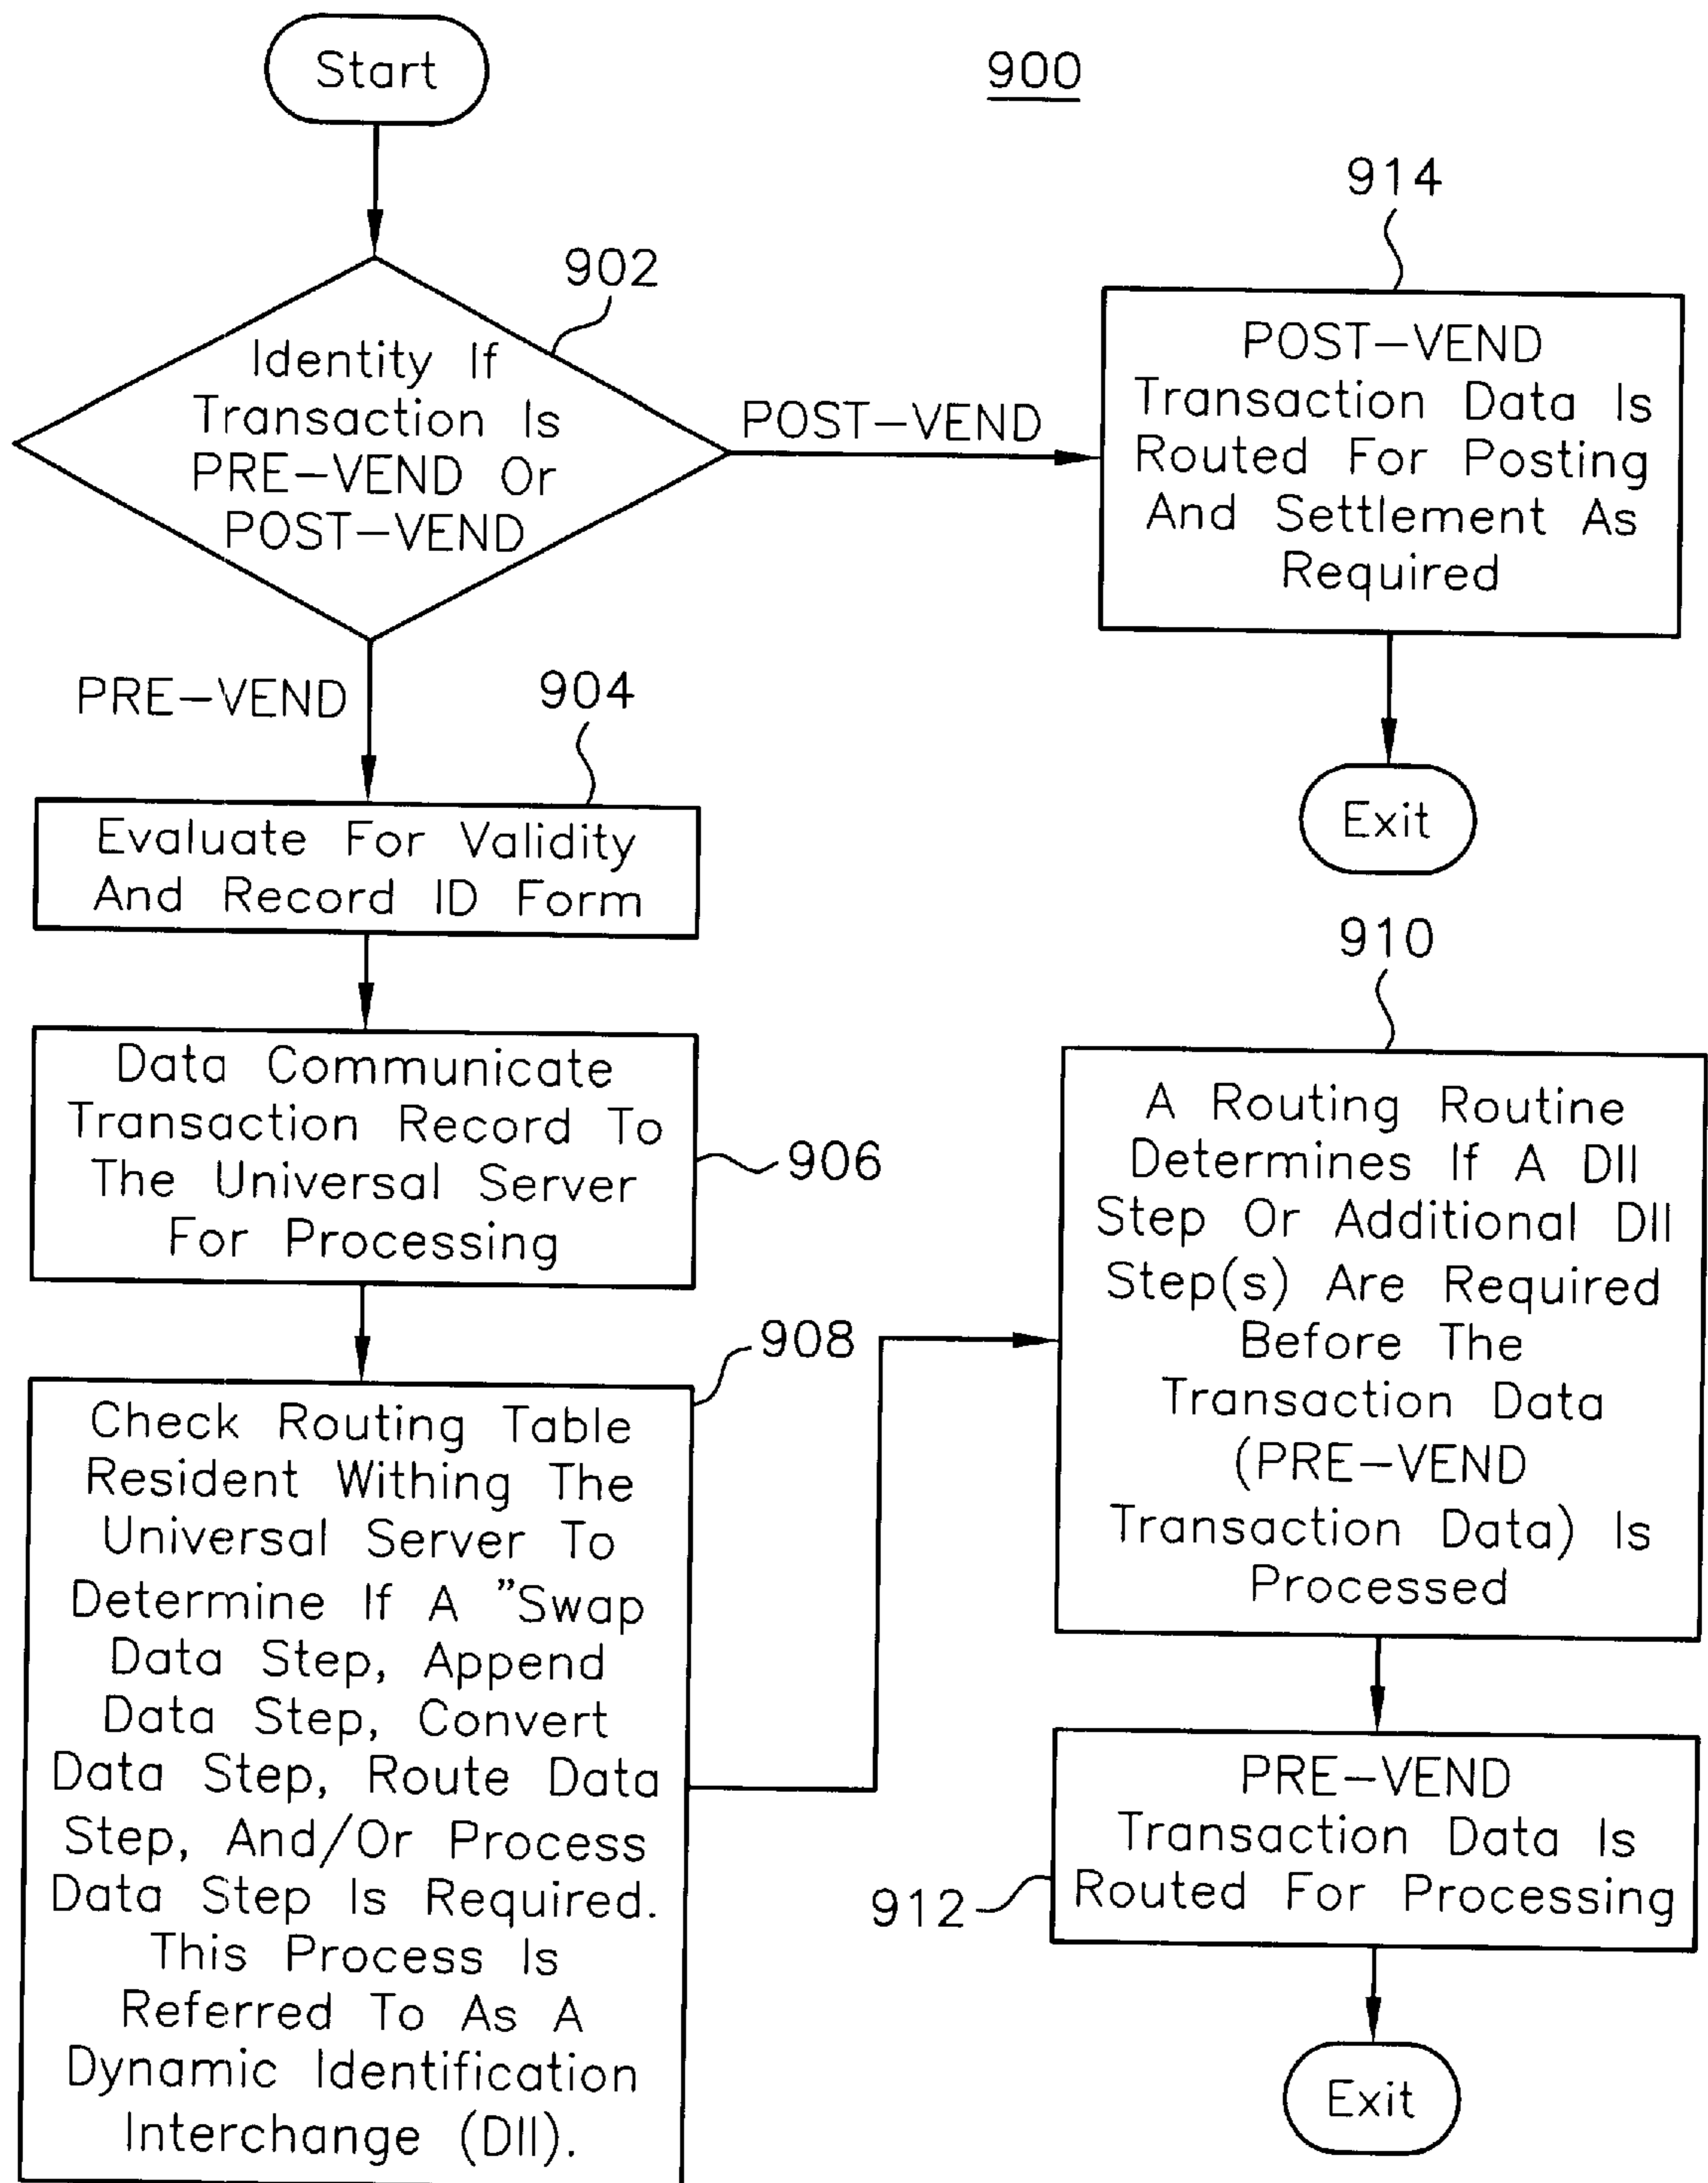 Start
900
902
Identity If
Transaction Is
PRE-VEND Or
POST-VEND
POST-VEND
PRE-VEND
914
POST-VEND
Transaction Data Is
Routed For Posting
And Settlement As
Required
Exit
904
Evaluate For Validity
And Record ID Form
Data Communicate
Transaction Record To
The Universal Server
For Processing
906
908
Check Routing Table
Resident Withing The
Universal Server To
Determine If A "Swap
Data Step, Append
Data Step, Convert
Data Step, Route Data
Step, And/Or Process
Data Step Is Required.
This Process Is
Referred To As A
Dynamic Identification
Interchange (DII).
910
A Routing Routine
Determines If A DII
Step Or Additional DII
Step(s) Are Required
Before The
Transaction Data
(PRE-VEND
Transaction Data) Is
Processed
PRE-VEND
Transaction Data Is
Routed For Processing
912
Exit